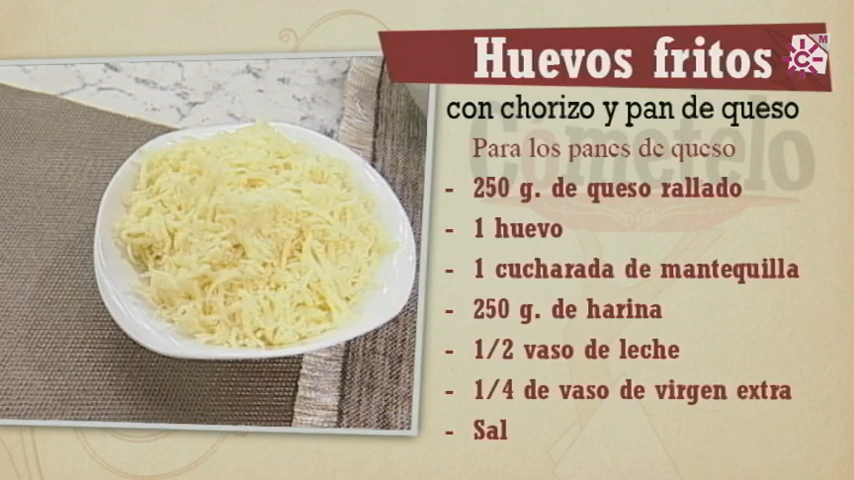 Huevos fritos
con chorizo y pan de queso
Cómetelo
Para los panes de queso
- 250 g. de queso rallado
- 1 huevo
- 1 cucharada de mantequilla
- 250 g. de harina
- 1/2 vaso de leche
- 1/4 de vaso de virgen extra
- Sal
M